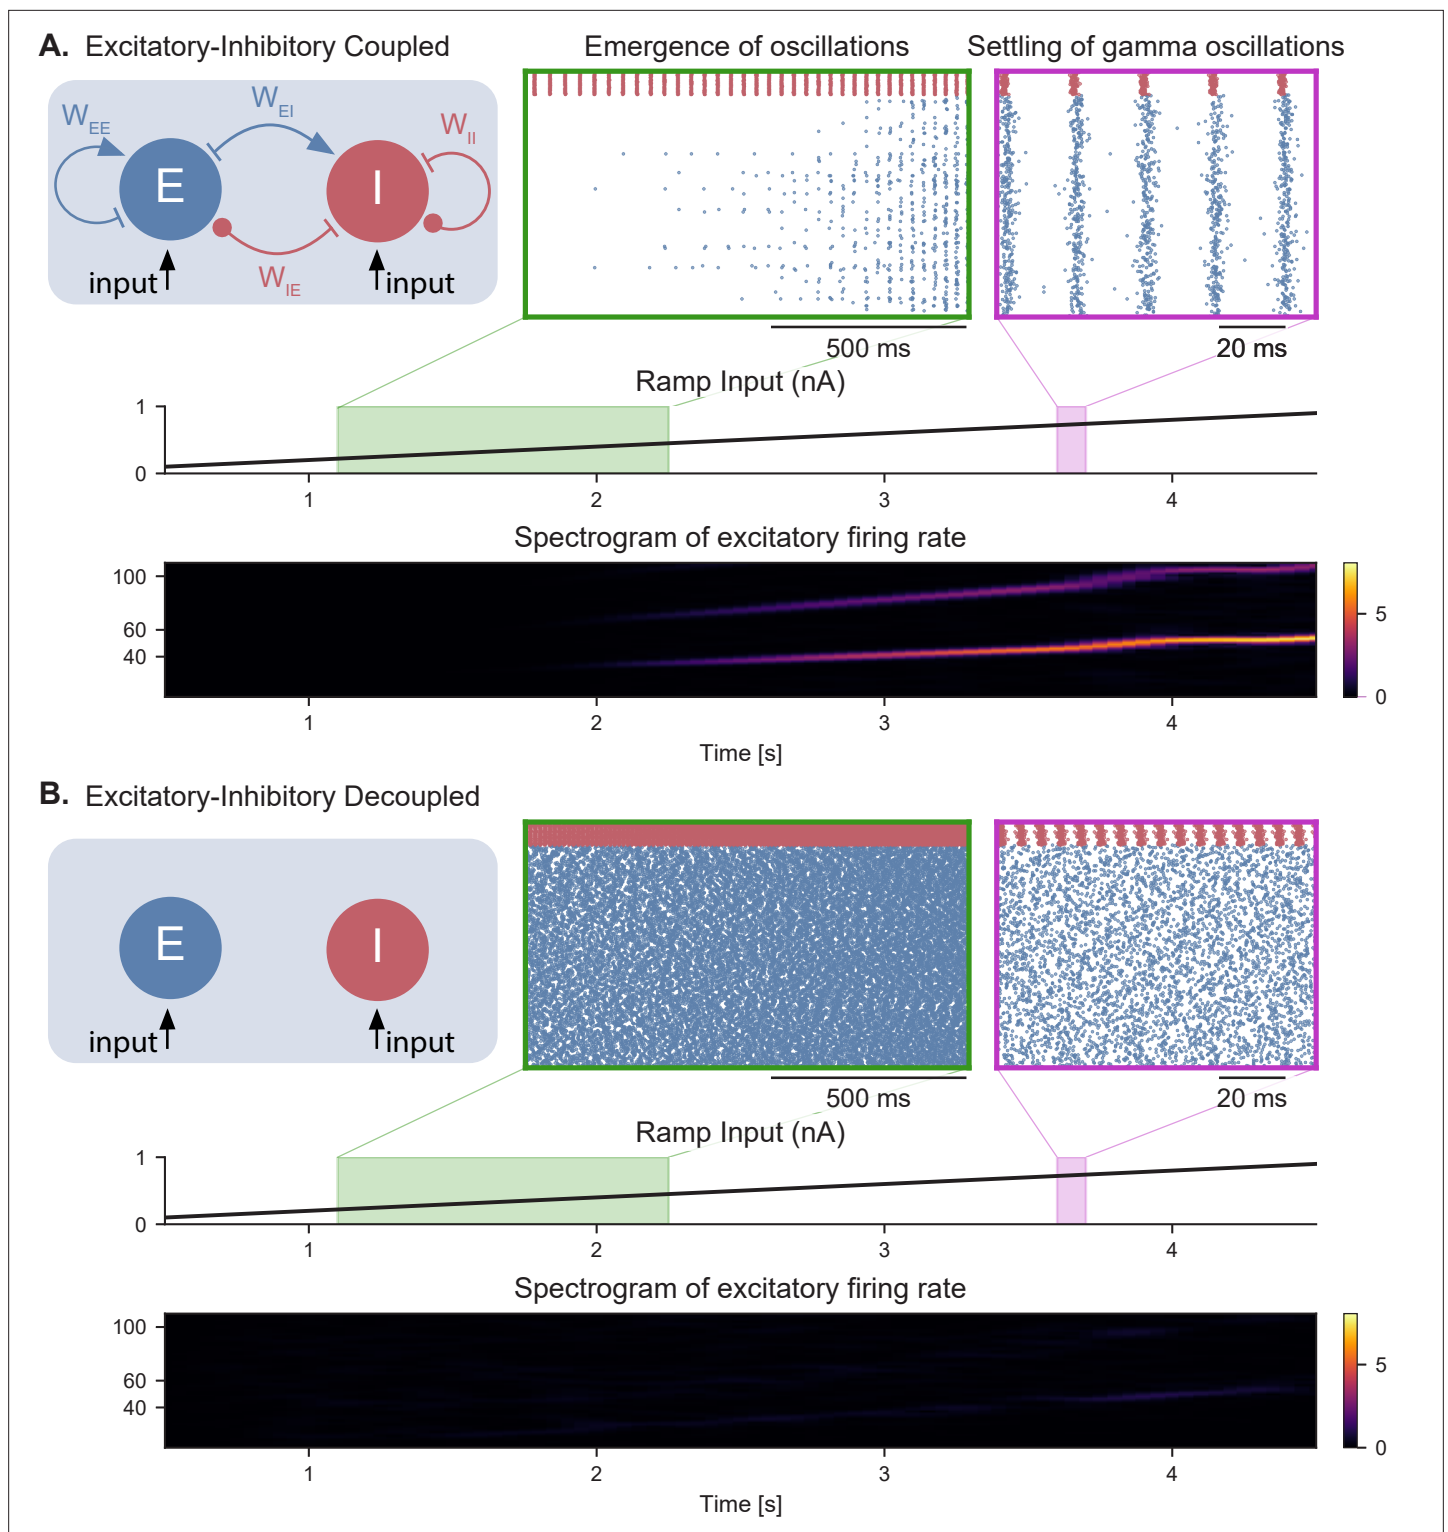 A. Excitatory-Inhibitory Coupled
Emergence of oscillations
Settling of gamma oscillations
W_EE
W_EI
W_II
E
I
W_IE
input
input
500 ms
20 ms
Ramp Input (nA)
1
0
1 2 3 4
Spectrogram of excitatory firing rate
100
60
40
5
0
1 2 3 4
Time [s]
B. Excitatory-Inhibitory Decoupled
E
I
input
input
500 ms
20 ms
Ramp Input (nA)
1
0
1 2 3 4
Spectrogram of excitatory firing rate
100
60
40
5
0
1 2 3 4
Time [s]